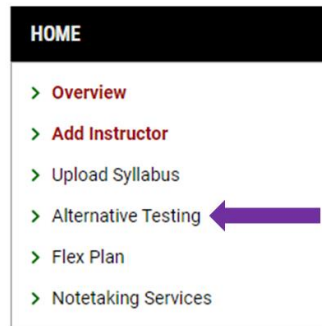 HOME
Overview
Add Instructor
Upload Syllabus
Alternative Testing
Flex Plan
Notetaking Services